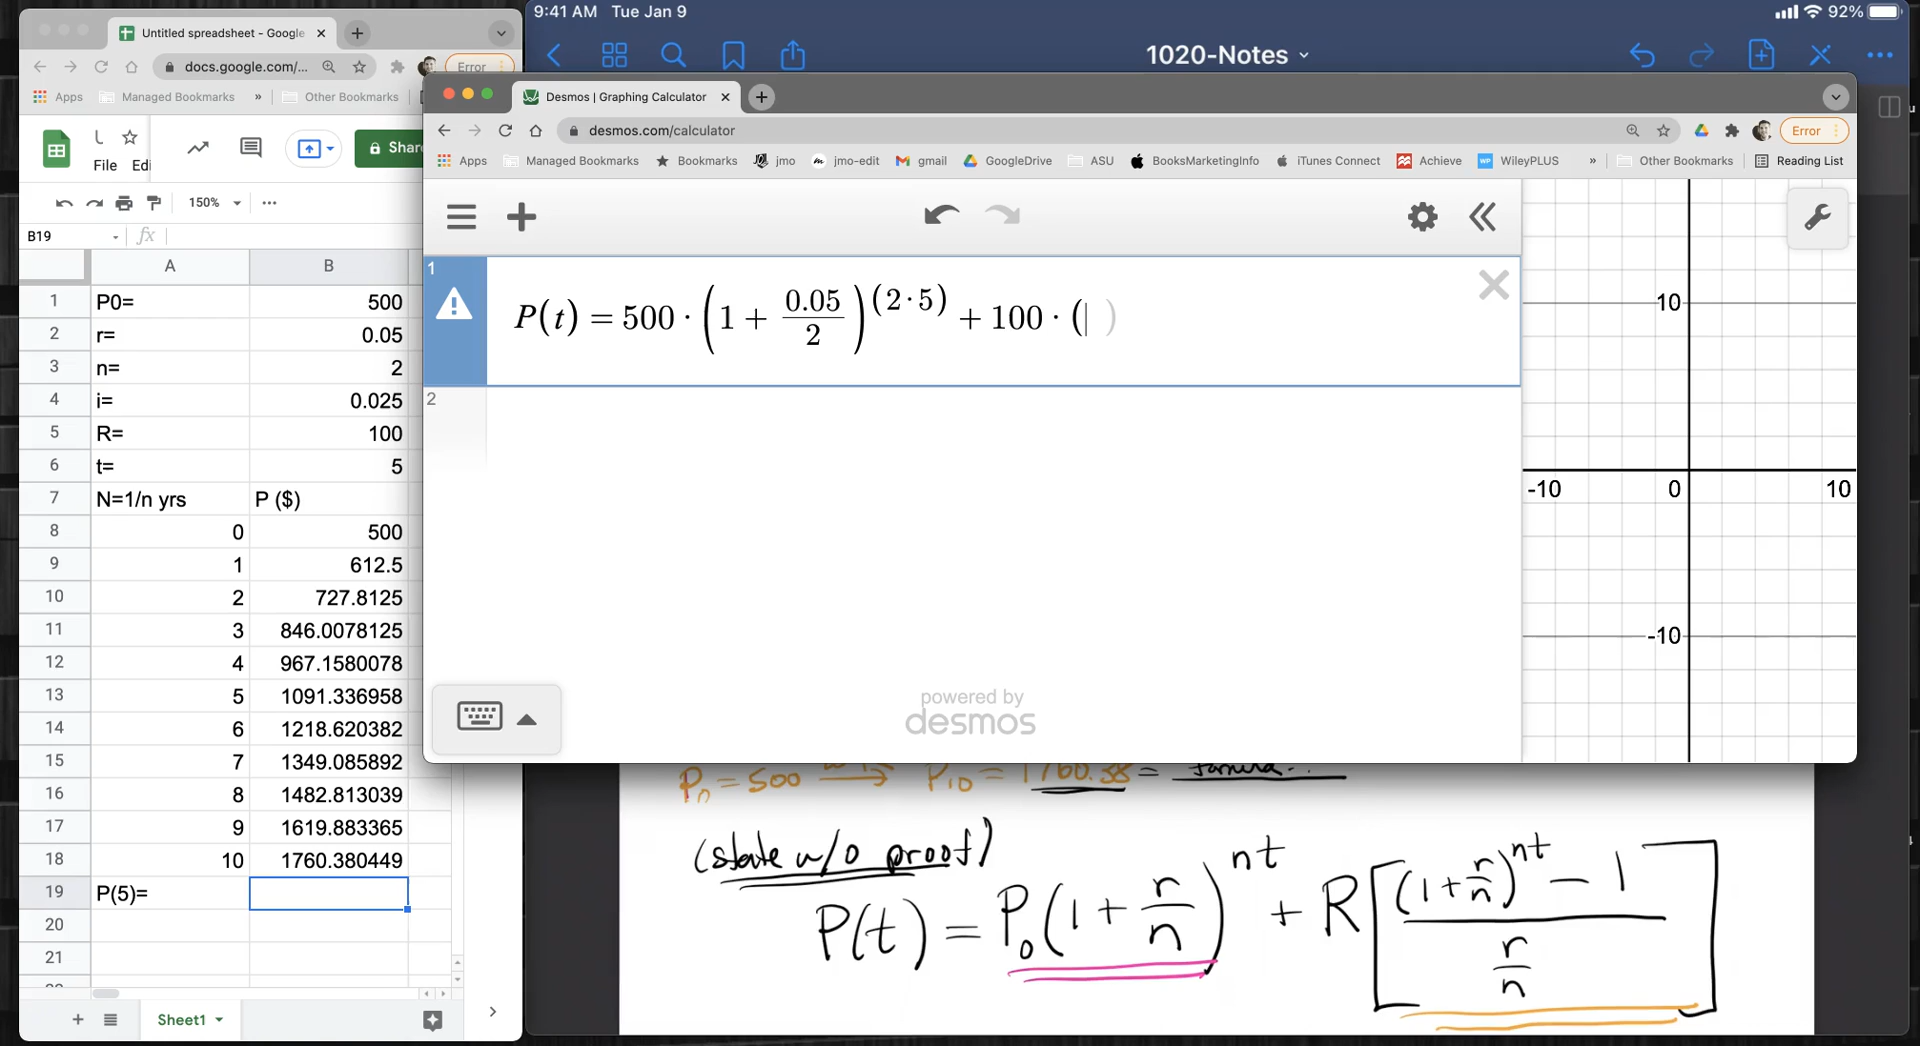 9:41 AM Tue Jan 9
92%
1020-Notes
Untitled spreadsheet - Google
docs.google.com/...
Error
Apps Managed Bookmarks » Other Bookmarks
File Edi
Shar
150%
B19
fx
A B
1 P0= 500
2 r= 0.05
3 n= 2
4 i= 0.025
5 R= 100
6 t= 5
7 N=1/n yrs P ($)
8 0 500
9 1 612.5
10 2 727.8125
11 3 846.0078125
12 4 967.1580078
13 5 1091.336958
14 6 1218.620382
15 7 1349.085892
16 8 1482.813039
17 9 1619.883365
18 10 1760.380449
19 P(5)=
20
21
Sheet1
Desmos | Graphing Calculator
desmos.com/calculator
Error
Apps Managed Bookmarks Bookmarks jmo jmo-edit gmail GoogleDrive ASU BooksMarketingInfo iTunes Connect Achieve WileyPLUS » Other Bookmarks Reading List
1
P(t) = 500 · (1 + 0.05/2)^(2·5) + 100 · ( )
2
powered by
desmos
10
-10 0 10
-10
P₀ = 500 → P₁₀ = 1760.38 =
(state w/o proof)
P(t) = P₀(1 + r/n)^nt + R[((1 + r/n)^nt − 1)/(r/n)]